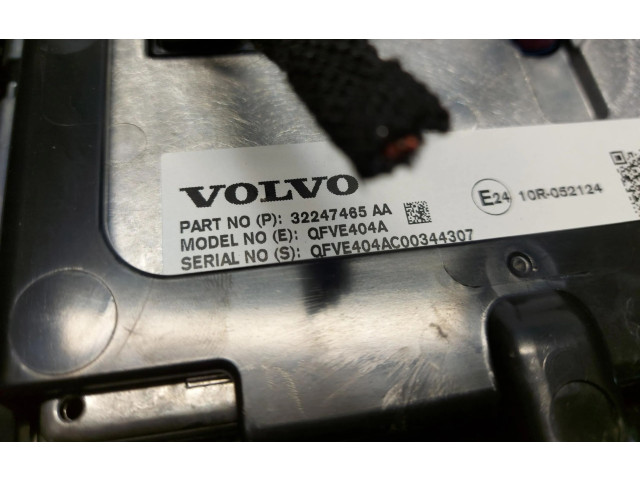 VOLVO
PART NO (P): 32247465 AA
MODEL NO (E): QFVE404A
SERIAL NO (S): QFVE404AC00344307
E24 10R-052124